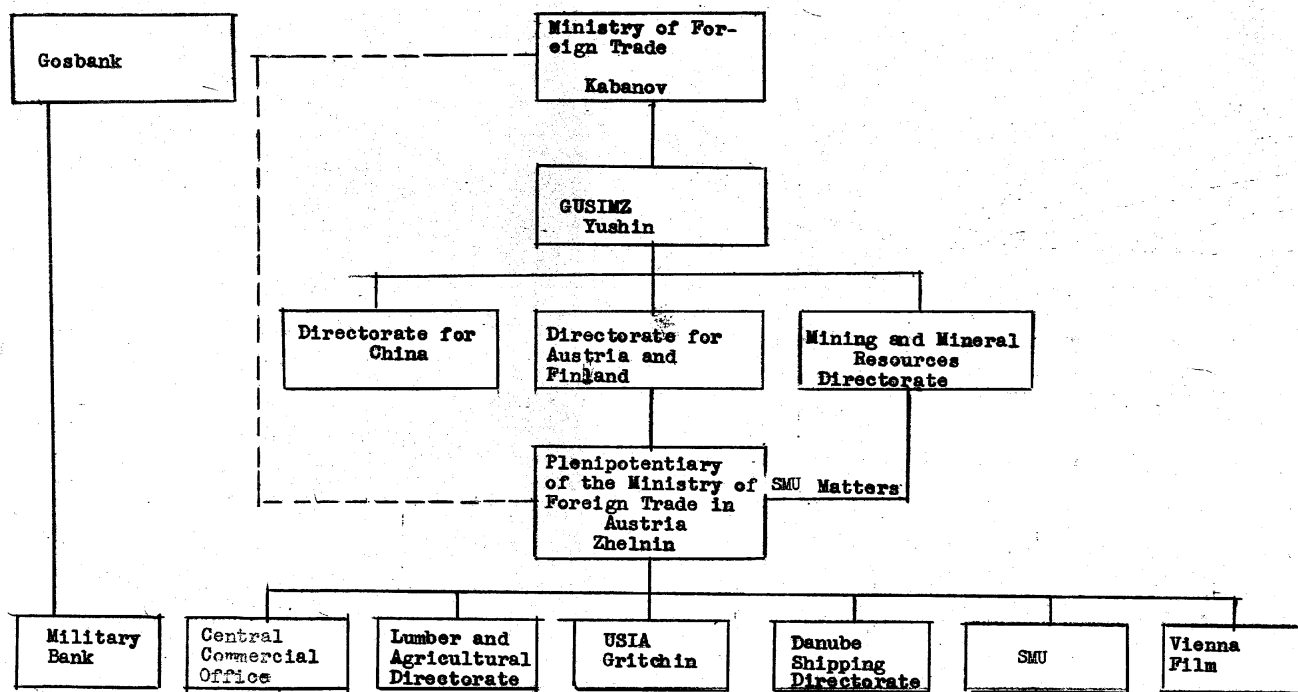 Gosbank
Ministry of For-
eign Trade
Kabanov
GUSIMZ
Yushin
Directorate for
China
Directorate for
Austria and
Finland
Mining and Mineral
Resources
Directorate
Plenipotentiary
of the Ministry of
Foreign Trade in
Austria
Zhelnin
SMU Matters
Military
Bank
Central
Commercial
Office
Lumber and
Agricultural
Directorate
USIA
Gritchin
Danube
Shipping
Directorate
SMU
Vienna
Film